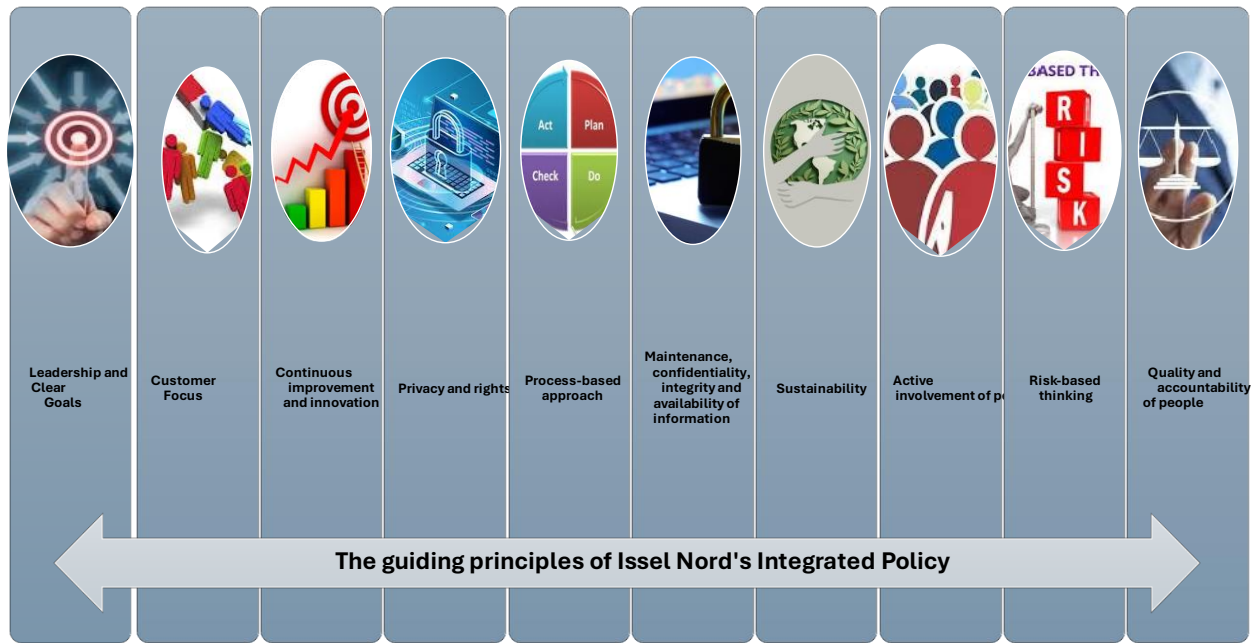 Act
Plan
Check
Do
BASED TH
R
I
S
K
Leadership and
Clear
Goals
Customer
Focus
Continuous
improvement
and innovation
Privacy and rights
Process-based
approach
Maintenance,
confidentiality,
integrity and
availability of
information
Sustainability
Active
involvement of pe
Risk-based
thinking
Quality and
accountability
of people
The guiding principles of Issel Nord's Integrated Policy